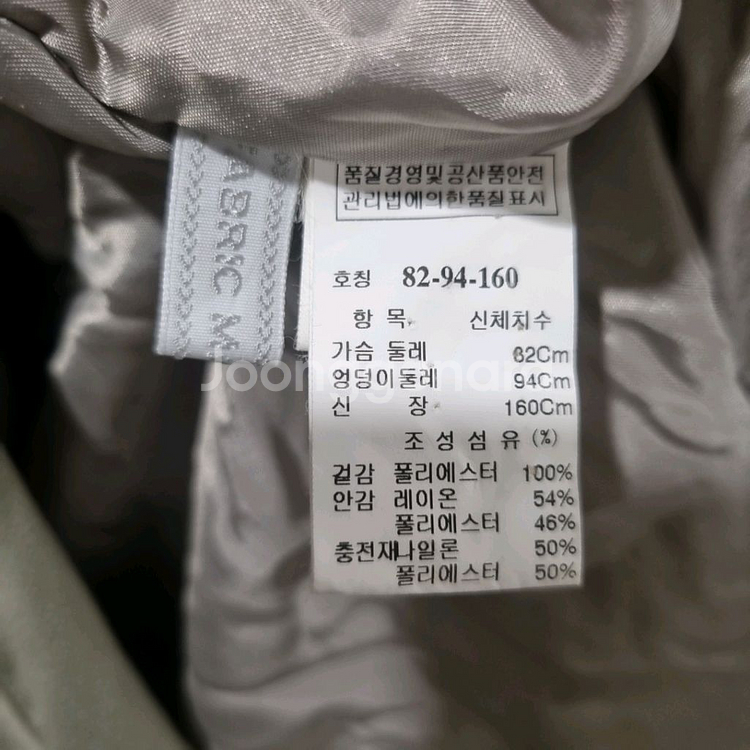 품질경영및공산품안전
관리법에의한품질표시
호칭 82-94-160
항 목 신체치수
가슴 둘레 82Cm
엉덩이둘레 94Cm
신 장 160Cm
조 성 섬 유 (%)
겉감 폴리에스터 100%
안감 레이온 54%
폴리에스터 46%
충전재나일론 50%
폴리에스터 50%
FABRIC M
Joonggonara